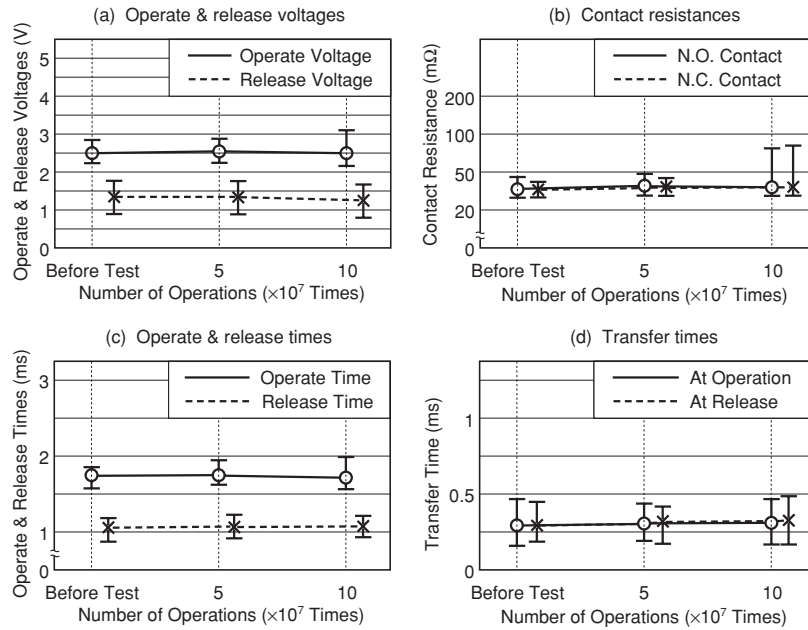 (a) Operate & release voltages
Operate & Release Voltages (V)
5
4
3
2
1
0
Operate Voltage
Release Voltage
Before Test
5
10
Number of Operations (×10⁷ Times)
(b) Contact resistances
Contact Resistance (mΩ)
200
100
50
20
0
N.O. Contact
N.C. Contact
Before Test
5
10
Number of Operations (×10⁷ Times)
(c) Operate & release times
Operate & Release Times (ms)
3
2
1
0
Operate Time
Release Time
Before Test
5
10
Number of Operations (×10⁷ Times)
(d) Transfer times
Transfer Time (ms)
1
0.5
0
At Operation
At Release
Before Test
5
10
Number of Operations (×10⁷ Times)